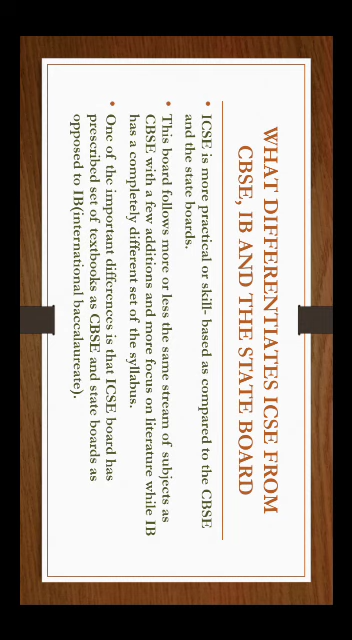 WHAT DIFFERENTIATES ICSE FROM
CBSE, IB AND THE STATE BOARD
• ICSE is more practical or skill- based as compared to the CBSE
and the state boards.
• This board follows more or less the same stream of subjects as
CBSE with a few additions and more focus on literature while IB
has a completely different set of the syllabus.
• One of the important differences is that ICSE board has
prescribed set of textbooks as CBSE and state boards as
opposed to IB(international baccalaureate).